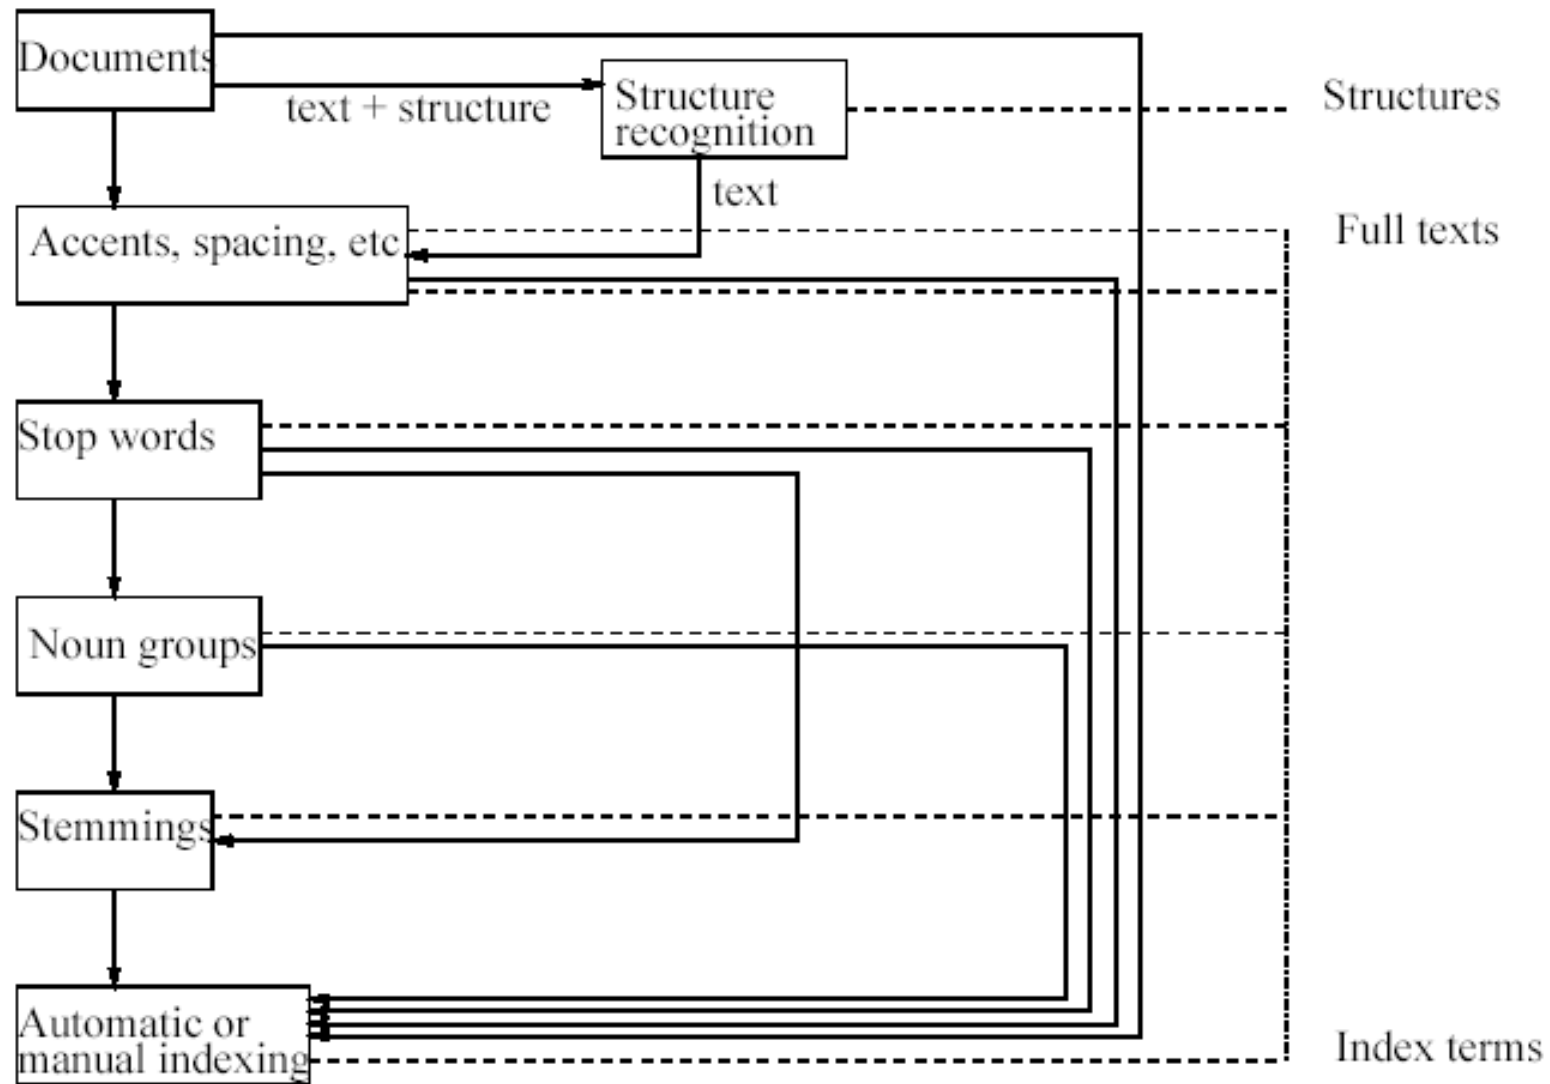 Documents
text + structure
Structure
recognition
Structures
text
Accents, spacing, etc
Full texts
Stop words
Noun groups
Stemmings
Automatic or
manual indexing
Index terms